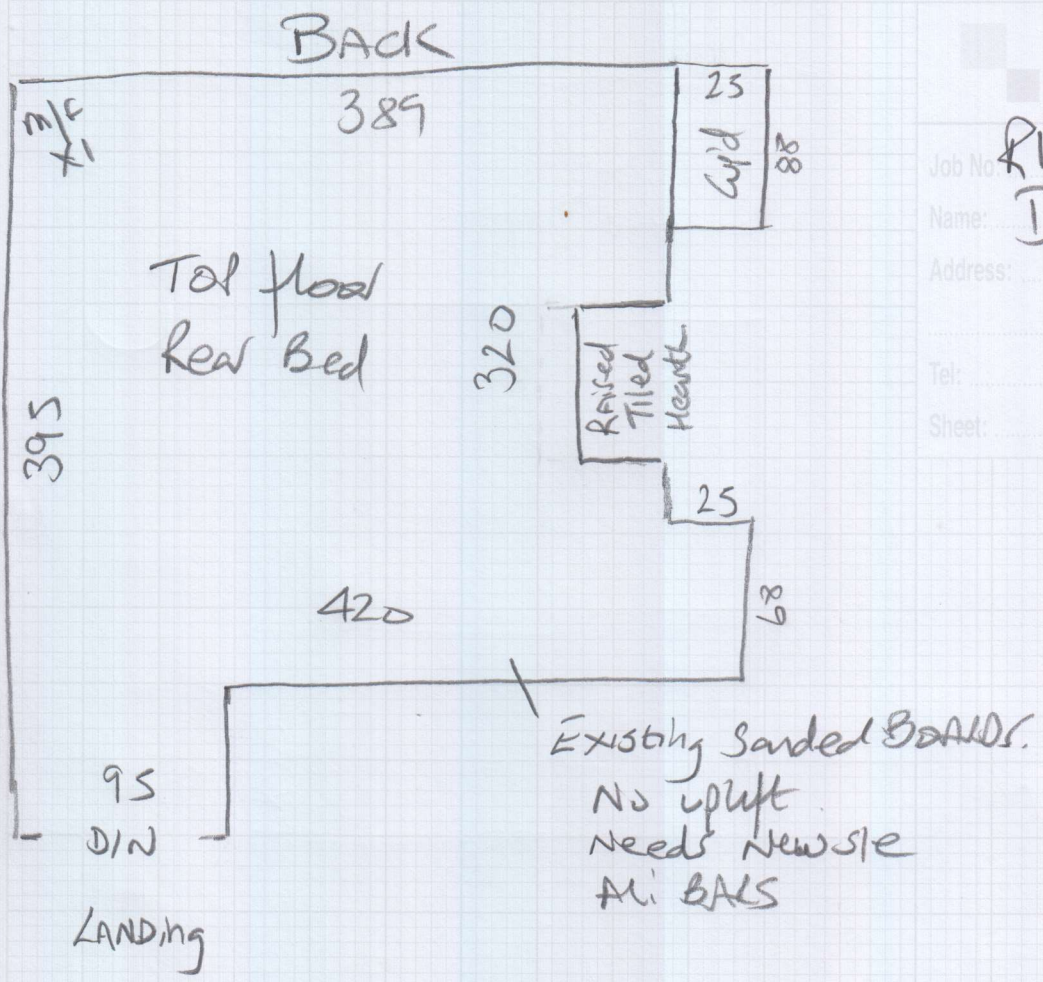 BACK
389
25
Cup'd
88
Job No:
Name:
Address:
Tel:
Sheet:
Top floor
Rear Bed
395
320
Raised
Tiled
Hearth
25
68
420
Existing Sanded BOARDS.
No uplift
Needs New s/e
Ali BARS
95
D/N
LANDing